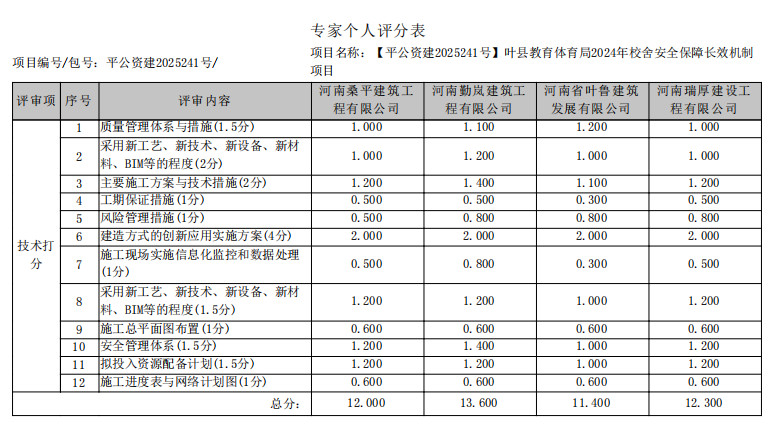 专家个人评分表
项目编号/包号：平公资建2025241号/
项目名称：【平公资建2025241号】叶县教育体育局2024年校舍安全保障长效机制
项目
评审项 序号 评审内容 河南桑平建筑工程有限公司 河南勤岚建筑工程有限公司 河南省叶鲁建筑发展有限公司 河南瑞厚建设工程有限公司
技术打分
1 质量管理体系与措施(1.5分) 1.000 1.100 1.200 1.000
2 采用新工艺、新技术、新设备、新材料、BIM等的程度(2分) 1.000 1.200 1.000 1.000
3 主要施工方案与技术措施(2分) 1.200 1.400 1.100 1.200
4 工期保证措施(1分) 0.500 0.500 0.300 0.500
5 风险管理措施(1分) 0.500 0.800 0.800 0.800
6 建造方式的创新应用实施方案(4分) 2.000 2.000 2.000 2.000
7 施工现场实施信息化监控和数据处理(1分) 0.500 0.800 0.300 0.500
8 采用新工艺、新技术、新设备、新材料、BIM等的程度(1.5分) 1.200 1.200 1.000 1.200
9 施工总平面图布置(1分) 0.600 0.600 0.600 0.600
10 安全管理体系(1.5分) 1.200 1.400 1.000 1.200
11 拟投入资源配备计划(1.5分) 1.200 1.200 1.000 1.200
12 施工进度表与网络计划图(1分) 0.600 0.600 0.600 0.600
总分： 12.000 13.600 11.400 12.300